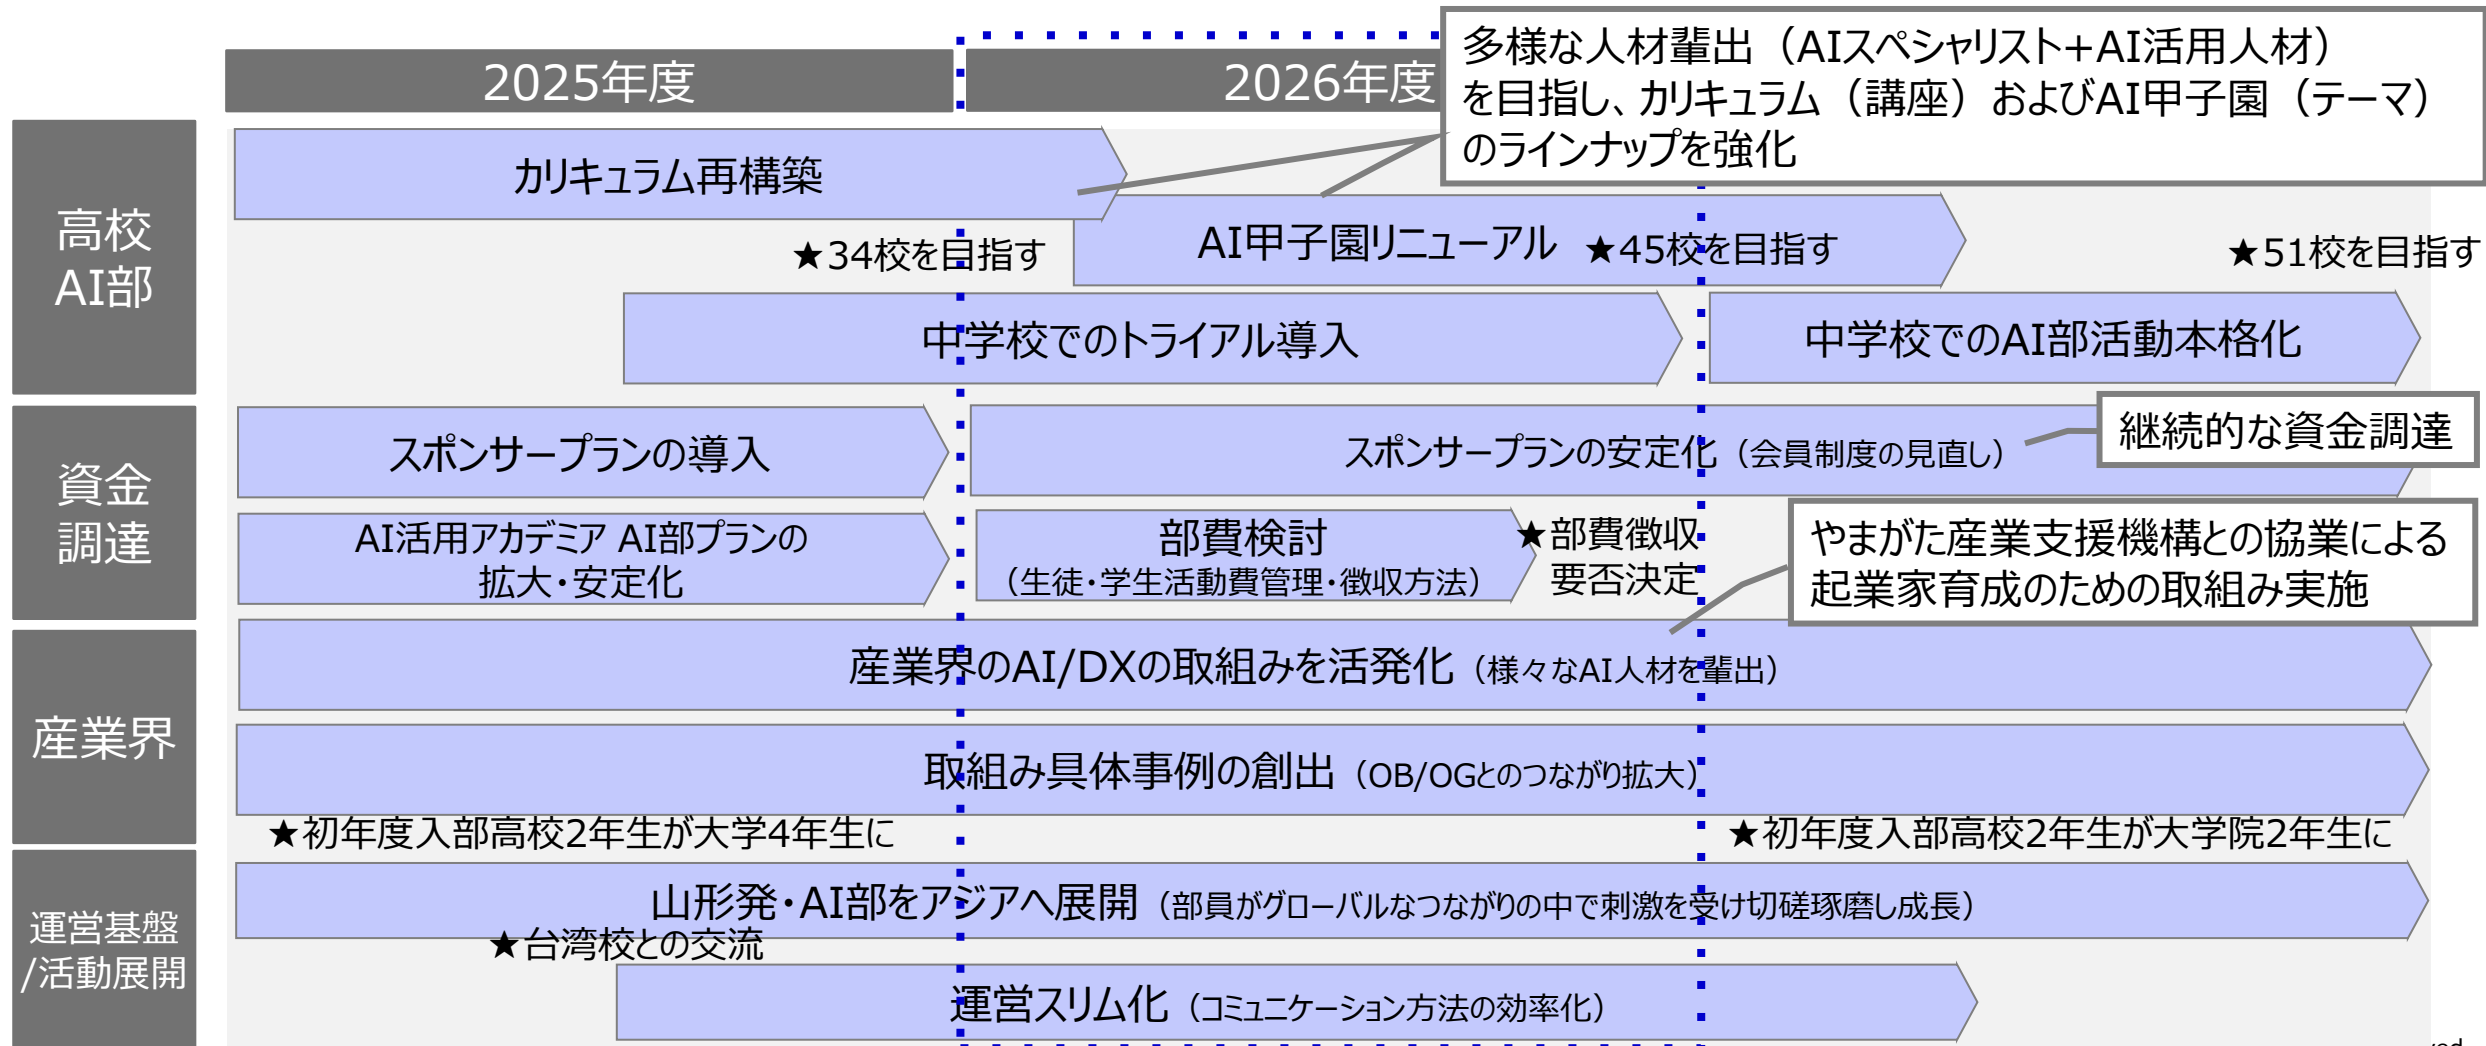 2025年度
2026年度
多様な人材輩出（AIスペシャリスト+AI活用人材）
を目指し、カリキュラム（講座）およびAI甲子園（テーマ）
のラインナップを強化
高校
AI部
カリキュラム再構築
AI甲子園リニューアル
★34校を目指す
★45校を目指す
★51校を目指す
中学校でのトライアル導入
中学校でのAI部活動本格化
資金
調達
スポンサープランの導入
スポンサープランの安定化（会員制度の見直し）
継続的な資金調達
AI活用アカデミア AI部プランの
拡大・安定化
部費検討
（生徒・学生活動費管理・徴収方法）
★部費徴収
要否決定
やまがた産業支援機構との協業による
起業家育成のための取組み実施
産業界
産業界のAI/DXの取組みを活発化（様々なAI人材を輩出）
取組み具体事例の創出（OB/OGとのつながり拡大）
★初年度入部高校2年生が大学4年生に
★初年度入部高校2年生が大学院2年生に
運営基盤
/活動展開
山形発・AI部をアジアへ展開（部員がグローバルなつながりの中で刺激を受け切磋琢磨し成長）
★台湾校との交流
運営スリム化（コミュニケーション方法の効率化）